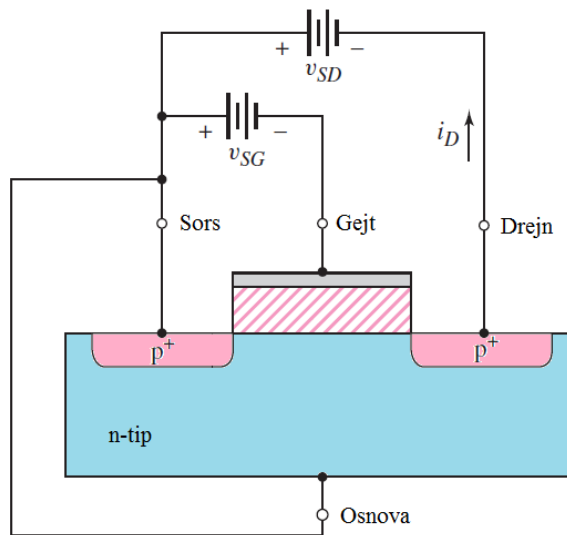 + −
v_SD
+ −
v_SG
i_D
Sors
Gejt
Drejn
p+
p+
n-tip
Osnova